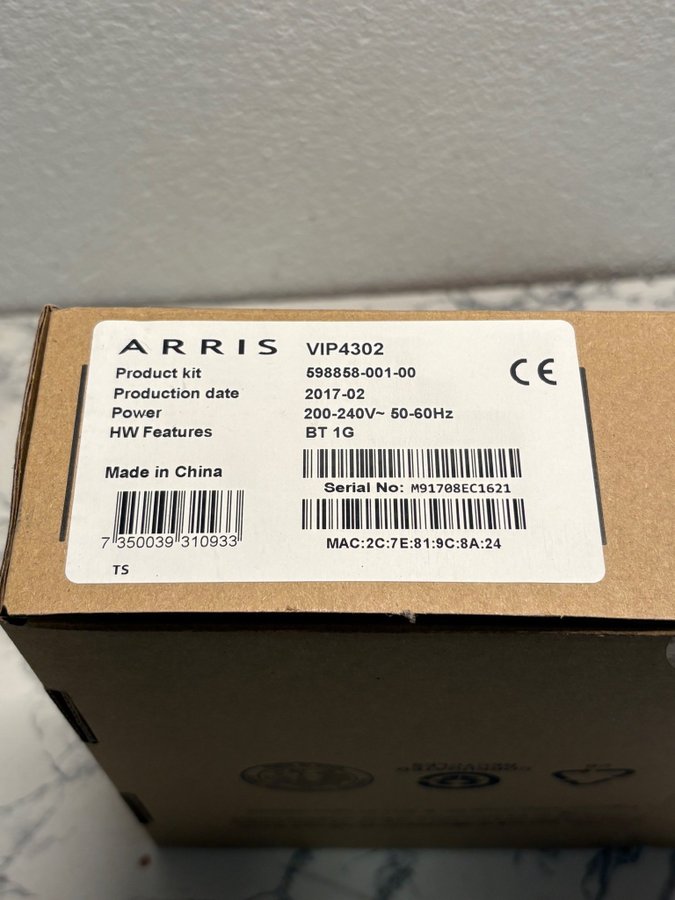 ARRIS VIP4302
Product kit 598858-001-00
Production date 2017-02
Power 200-240V~ 50-60Hz
HW Features BT 1G
CE
Made in China
Serial No: M91708EC1621
7 350039 310933
MAC:2C:7E:81:9C:8A:24
TS
CORRUGATED
RECYCLES